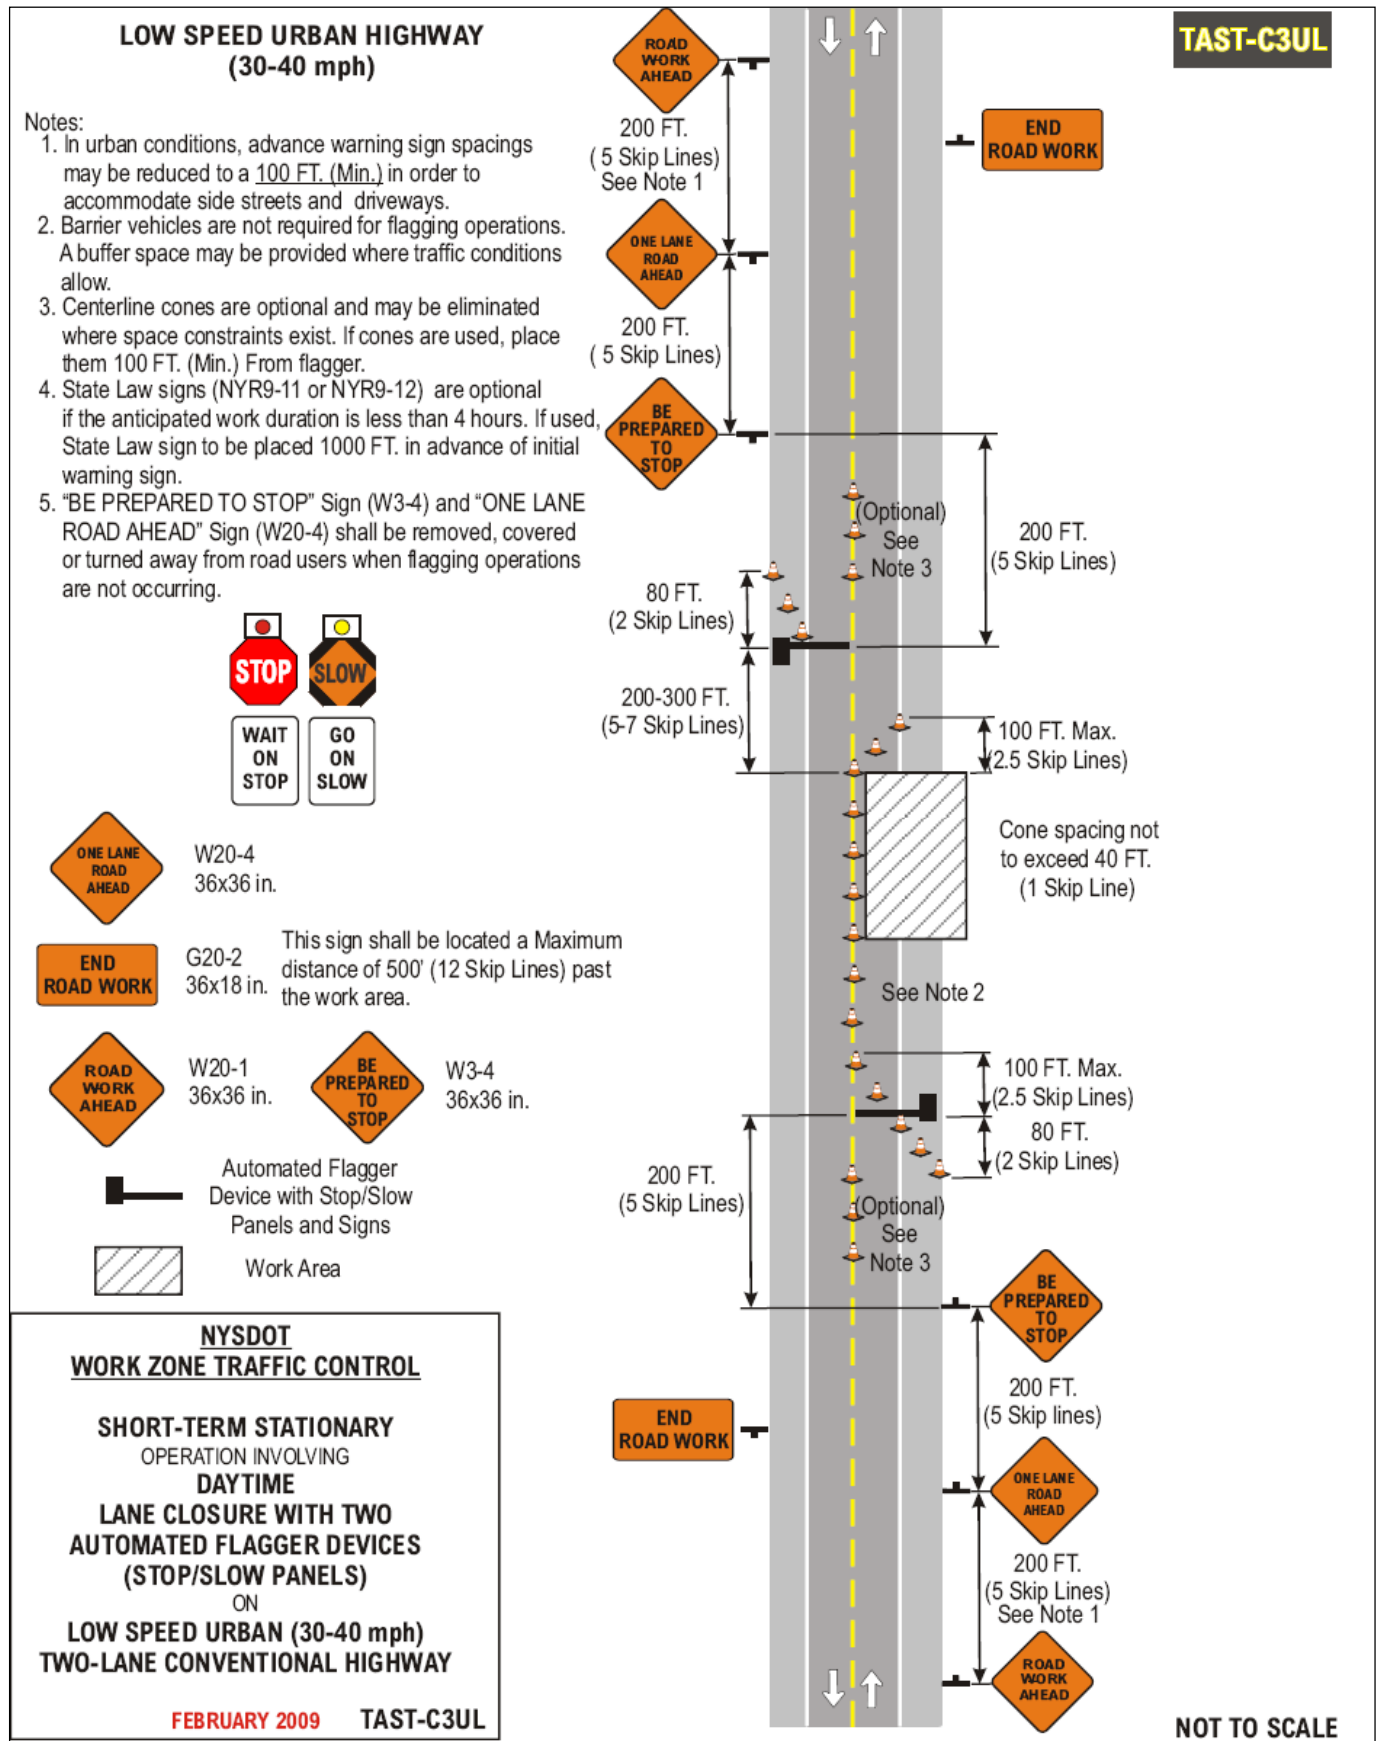 LOW SPEED URBAN HIGHWAY
(30-40 mph)
TAST-C3UL
Notes:
1. In urban conditions, advance warning sign spacings
may be reduced to a 100 FT. (Min.) in order to
accommodate side streets and driveways.
2. Barrier vehicles are not required for flagging operations.
A buffer space may be provided where traffic conditions
allow.
3. Centerline cones are optional and may be eliminated
where space constraints exist. If cones are used, place
them 100 FT. (Min.) From flagger.
4. State Law signs (NYR9-11 or NYR9-12) are optional
if the anticipated work duration is less than 4 hours. If used,
State Law sign to be placed 1000 FT. in advance of initial
warning sign.
5. “BE PREPARED TO STOP” Sign (W3-4) and “ONE LANE
ROAD AHEAD” Sign (W20-4) shall be removed, covered
or turned away from road users when flagging operations
are not occurring.
STOP
SLOW
WAIT
ON
STOP
GO
ON
SLOW
ONE LANE
ROAD
AHEAD
W20-4
36x36 in.
END
ROAD WORK
G20-2
36x18 in.
This sign shall be located a Maximum
distance of 500' (12 Skip Lines) past
the work area.
ROAD
WORK
AHEAD
W20-1
36x36 in.
BE
PREPARED
TO
STOP
W3-4
36x36 in.
Automated Flagger
Device with Stop/Slow
Panels and Signs
Work Area
NYSDOT
WORK ZONE TRAFFIC CONTROL
SHORT-TERM STATIONARY
OPERATION INVOLVING
DAYTIME
LANE CLOSURE WITH TWO
AUTOMATED FLAGGER DEVICES
(STOP/SLOW PANELS)
ON
LOW SPEED URBAN (30-40 mph)
TWO-LANE CONVENTIONAL HIGHWAY
FEBRUARY 2009 TAST-C3UL
ROAD
WORK
AHEAD
200 FT.
( 5 Skip Lines)
See Note 1
END
ROAD WORK
ONE LANE
ROAD
AHEAD
200 FT.
( 5 Skip Lines)
BE
PREPARED
TO
STOP
(Optional)
See
Note 3
200 FT.
(5 Skip Lines)
80 FT.
(2 Skip Lines)
200-300 FT.
(5-7 Skip Lines)
100 FT. Max.
(2.5 Skip Lines)
Cone spacing not
to exceed 40 FT.
(1 Skip Line)
See Note 2
100 FT. Max.
(2.5 Skip Lines)
80 FT.
(2 Skip Lines)
200 FT.
(5 Skip Lines)
(Optional)
See
Note 3
BE
PREPARED
TO
STOP
200 FT.
(5 Skip lines)
END
ROAD WORK
ONE LANE
ROAD
AHEAD
200 FT.
(5 Skip Lines)
See Note 1
ROAD
WORK
AHEAD
NOT TO SCALE